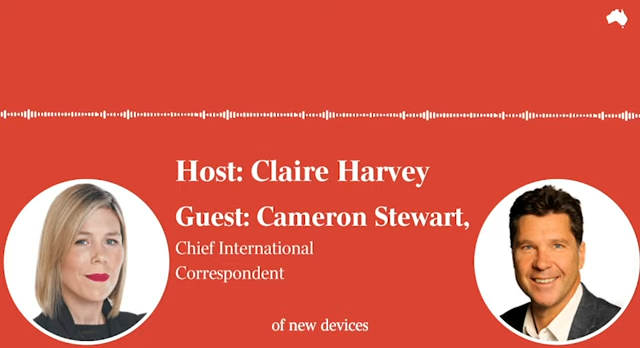 Host: Claire Harvey
Guest: Cameron Stewart,
Chief International
Correspondent
of new devices